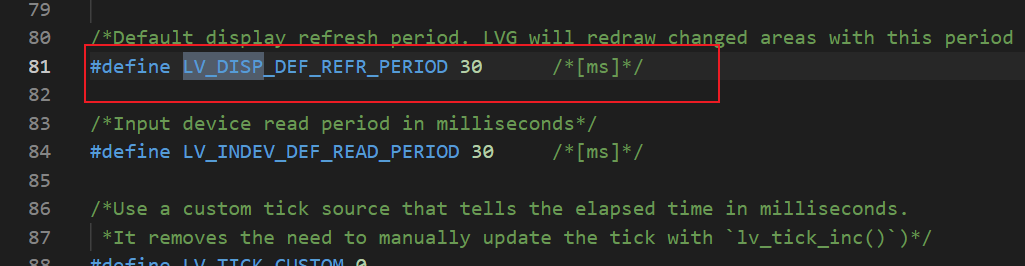 79
80 /*Default display refresh period. LVG will redraw changed areas with this period
81 #define LV_DISP_DEF_REFR_PERIOD 30 /*[ms]*/
82
83 /*Input device read period in milliseconds*/
84 #define LV_INDEV_DEF_READ_PERIOD 30 /*[ms]*/
85
86 /*Use a custom tick source that tells the elapsed time in milliseconds.
87 *It removes the need to manually update the tick with `lv_tick_inc()`)*/
88 #define LV_TICK_CUSTOM 0